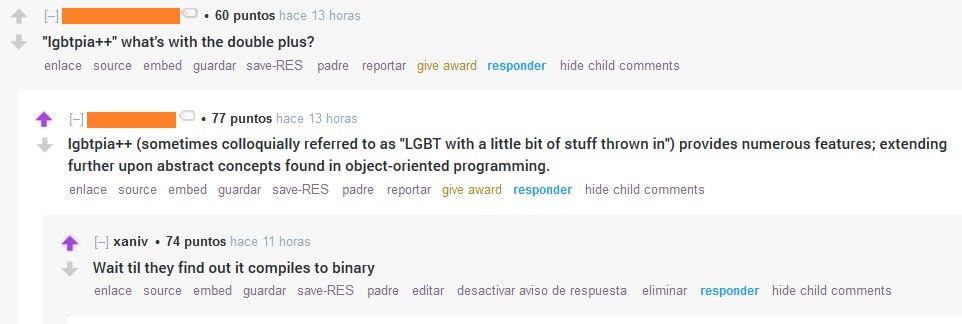 [–] • 60 puntos hace 13 horas
"lgbtpia++" what's with the double plus?
enlace source embed guardar save-RES padre reportar give award responder hide child comments
[–] • 77 puntos hace 13 horas
lgbtpia++ (sometimes colloquially referred to as "LGBT with a little bit of stuff thrown in") provides numerous features; extending
further upon abstract concepts found in object-oriented programming.
enlace source embed guardar save-RES padre reportar give award responder hide child comments
[–] xaniv • 74 puntos hace 11 horas
Wait til they find out it compiles to binary
enlace source embed guardar save-RES padre editar desactivar aviso de respuesta eliminar responder hide child comments